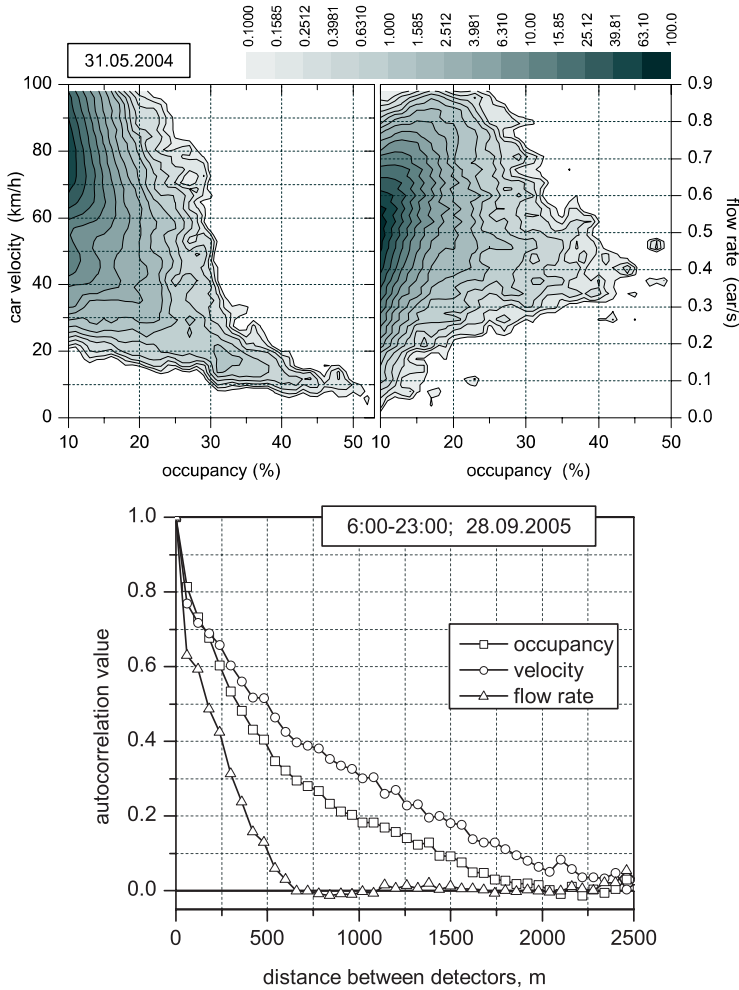 0.1000 0.1585 0.2512 0.3981 0.6310 1.000 1.585 2.512 3.981 6.310 10.00 15.85 25.12 39.81 63.10 100.0
31.05.2004
100
80
60
40
20
0
car velocity (km/h)
10 20 30 40 50
occupancy (%)
0.9
0.8
0.7
0.6
0.5
0.4
0.3
0.2
0.1
0.0
flow rate (car/s)
10 20 30 40 50
occupancy (%)
6:00-23:00; 28.09.2005
1.0
0.8
0.6
0.4
0.2
0.0
autocorrelation value
occupancy
velocity
flow rate
0 500 1000 1500 2000 2500
distance between detectors, m